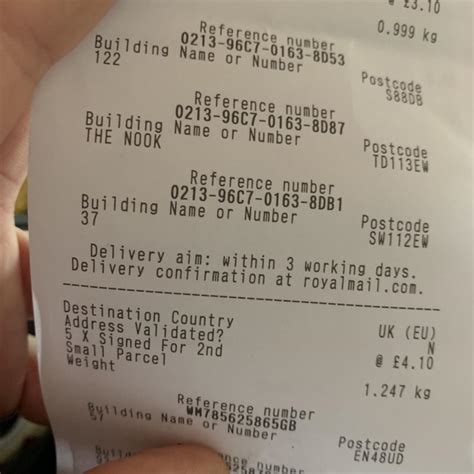 @ £3.10
0.999 kg
Reference number
0213-96C7-0163-8D53
Building Name or Number Postcode
122 S88DB
Reference number
0213-96C7-0163-8D87
Building Name or Number Postcode
THE NOOK TD113EW
Reference number
0213-96C7-0163-8DB1
Building Name or Number Postcode
37 SW112EW
Delivery aim: within 3 working days.
Delivery confirmation at royalmail.com.
Destination Country UK (EU)
Address Validated? N
5 X Signed For 2nd @ £4.10
Small Parcel
Weight 1.247 kg
Reference number
WM785625865GB
Building Name or Number Postcode
57 EN48UD